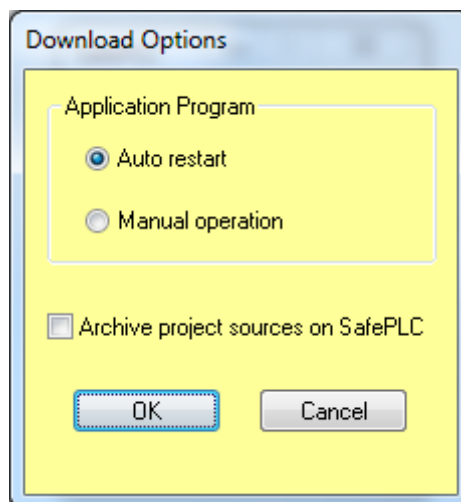 Download Options
Application Program
Auto restart
Manual operation
Archive project sources on SafePLC
OK Cancel